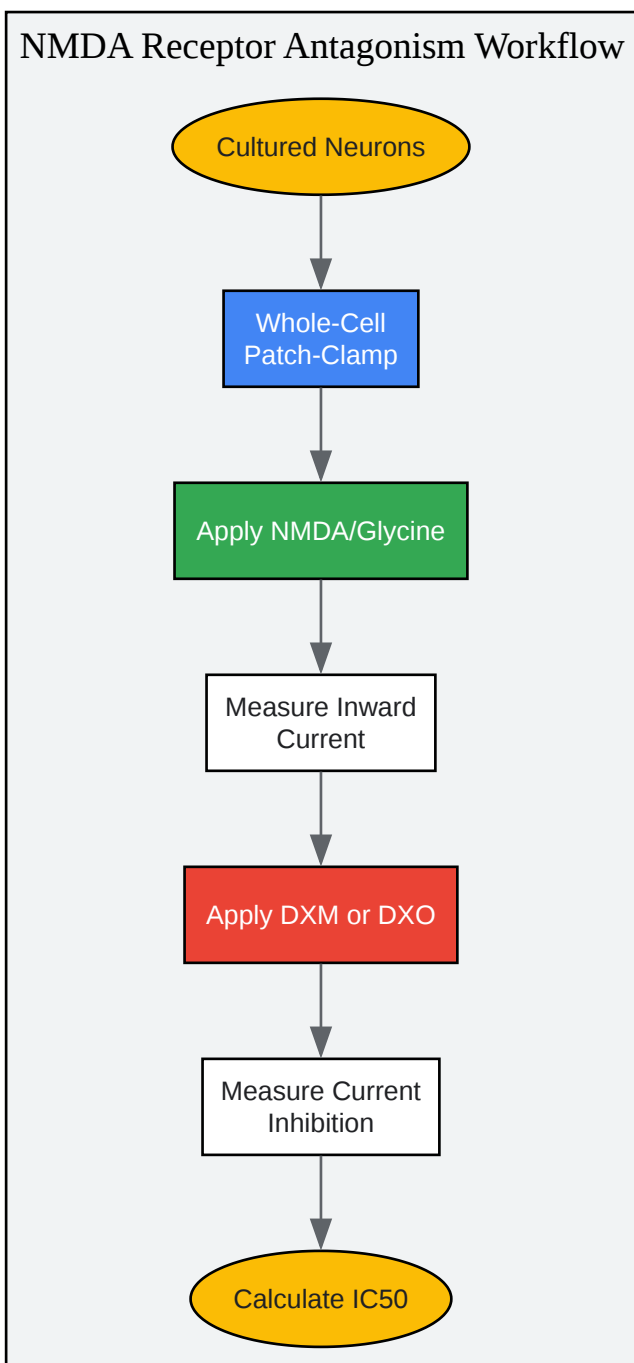 NMDA Receptor Antagonism Workflow
Cultured Neurons
Whole-Cell
Patch-Clamp
Apply NMDA/Glycine
Measure Inward
Current
Apply DXM or DXO
Measure Current
Inhibition
Calculate IC50